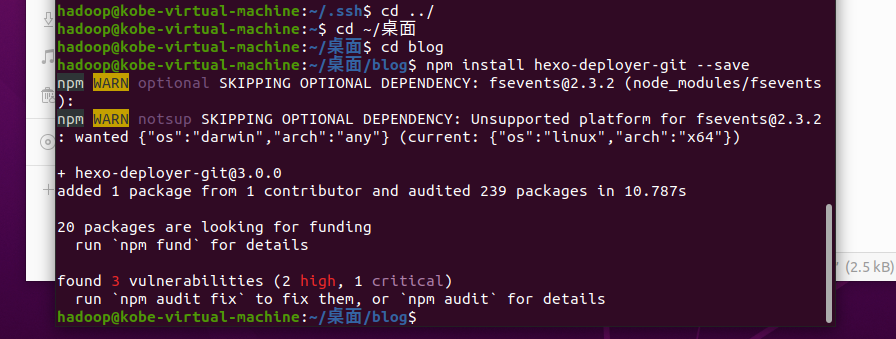 hadoop@kobe-virtual-machine:~/.ssh$ cd ../
hadoop@kobe-virtual-machine:~$ cd ~/桌面
hadoop@kobe-virtual-machine:~/桌面$ cd blog
hadoop@kobe-virtual-machine:~/桌面/blog$ npm install hexo-deployer-git --save
npm WARN optional SKIPPING OPTIONAL DEPENDENCY: fsevents@2.3.2 (node_modules/fsevents
):
npm WARN notsup SKIPPING OPTIONAL DEPENDENCY: Unsupported platform for fsevents@2.3.2
: wanted {"os":"darwin","arch":"any"} (current: {"os":"linux","arch":"x64"})
+ hexo-deployer-git@3.0.0
added 1 package from 1 contributor and audited 239 packages in 10.787s
20 packages are looking for funding
run `npm fund` for details
found 3 vulnerabilities (2 high, 1 critical)
run `npm audit fix` to fix them, or `npm audit` for details
hadoop@kobe-virtual-machine:~/桌面/blog$
(2.5 kB)